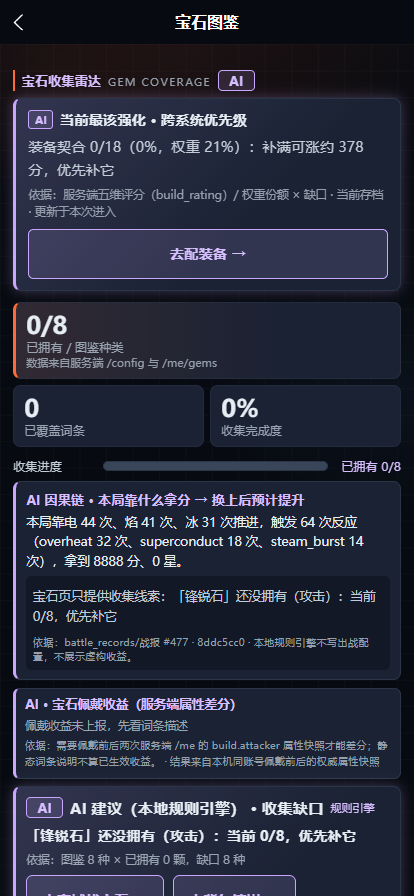 宝石图鉴
宝石收集雷达 GEM COVERAGE AI
AI 当前最该强化 • 跨系统优先级
装备契合 0/18（0%，权重 21%）：补满可涨约 378
分，优先补它
依据：服务端五维评分（build_rating）/ 权重份额 × 缺口 · 当前存档
· 更新于本次进入
去配装备 →
0/8
已拥有 / 图鉴种类
数据来自服务端 /config 与 /me/gems
0
已覆盖词条
0%
收集完成度
收集进度
已拥有 0/8
AI 因果链 • 本局靠什么拿分 → 换上后预计提升
本局靠电 44 次、焰 41 次、冰 31 次推进，触发 64 次反应
（overheat 32 次、superconduct 18 次、steam_burst 14
次），拿到 8888 分、0 星。
宝石页只提供收集线索：「锋锐石」还没拥有（攻击）：当前
0/8，优先补它
依据：battle_records/战报 #477 · 8ddc5cc0 · 本地规则引擎不写出战配
置，不展示虚构收益。
AI • 宝石佩戴收益（服务端属性差分）
佩戴收益未上报，先看词条描述
依据：需要佩戴前后两次服务端 /me 的 build.attacker 属性快照才能差分；静
态词条说明不算已生效收益。 · 结果来自本机同账号佩戴前后的权威属性快照
AI AI 建议（本地规则引擎） • 收集缺口 规则引擎
「锋锐石」还没拥有（攻击）：当前 0/8，优先补它
依据：图鉴 8 种 × 已拥有 0 颗，缺口 8 种